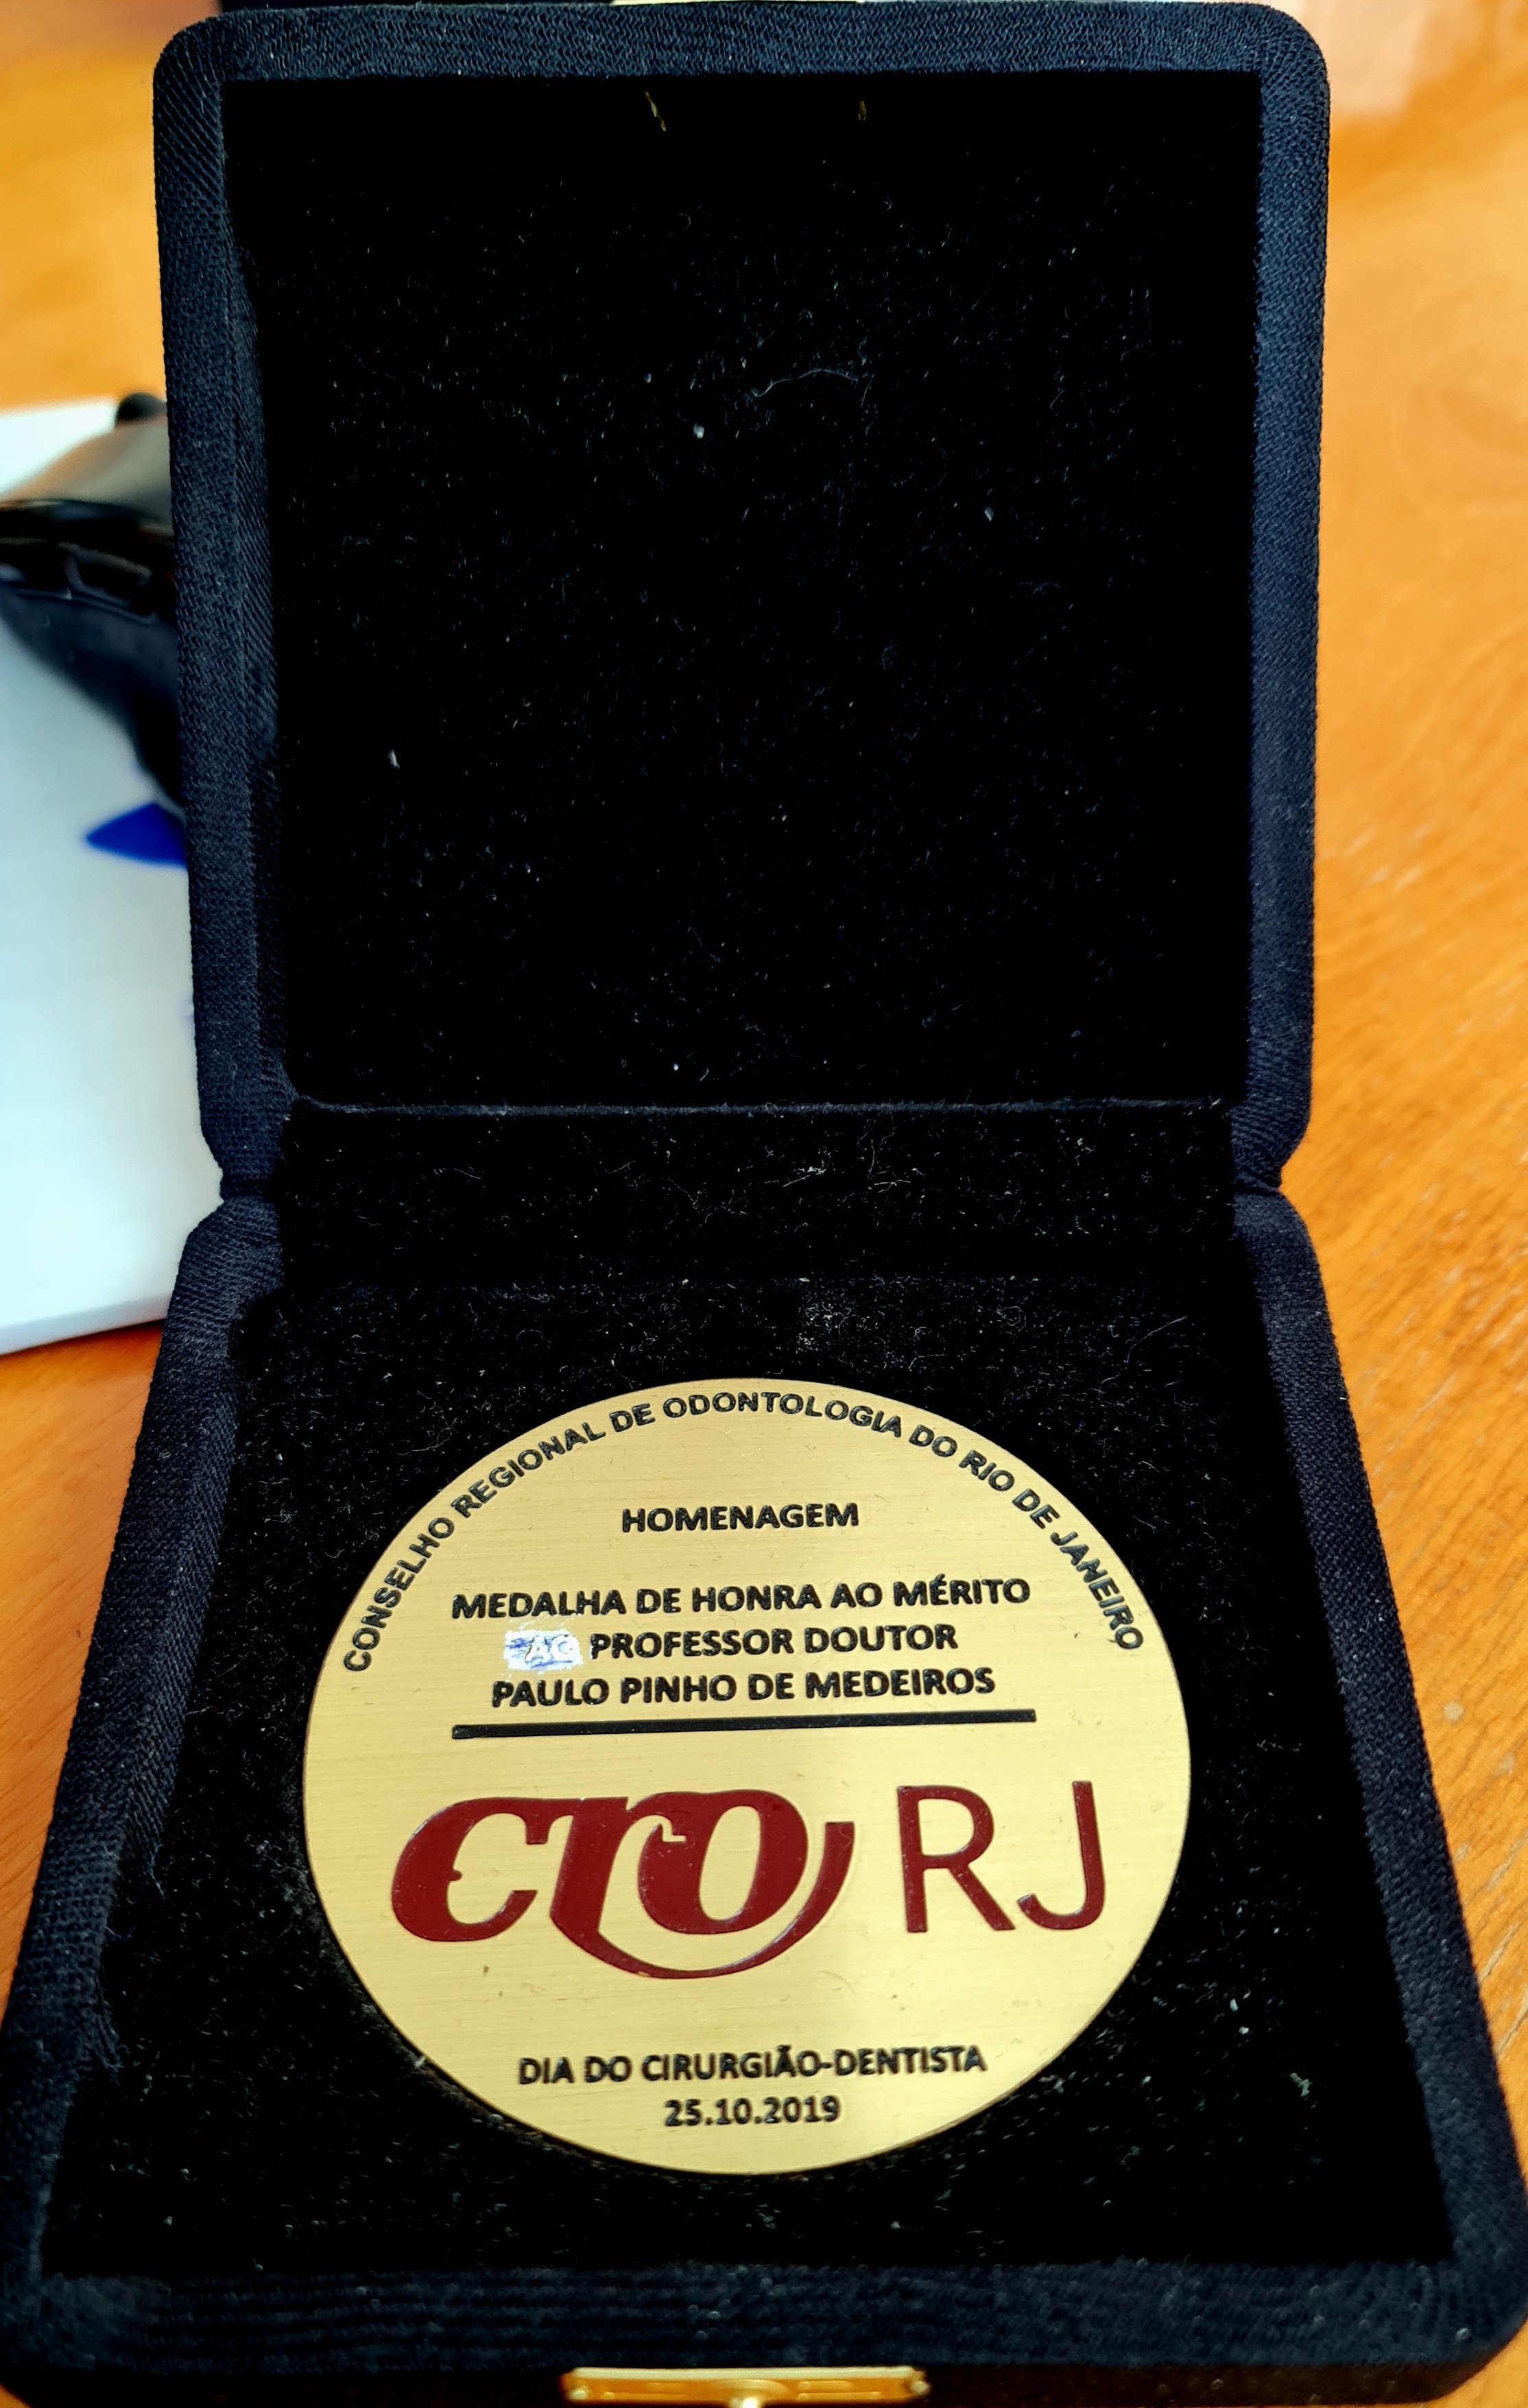 CONSELHO REGIONAL DE ODONTOLOGIA DO RIO DE JANEIRO
HOMENAGEM
MEDALHA DE HONRA AO MÉRITO
AO PROFESSOR DOUTOR
PAULO PINHO DE MEDEIROS
cro RJ
DIA DO CIRURGIÃO-DENTISTA
25.10.2019